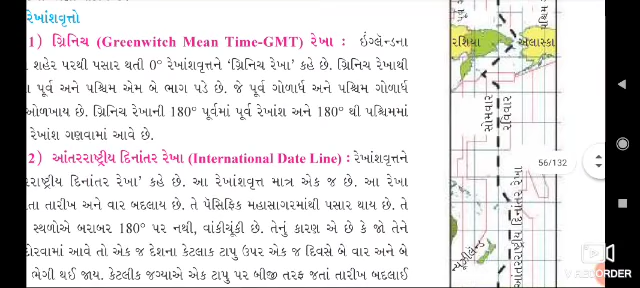 રેખાંશવૃત્તો
1) ગ્રિનિચ (Greenwitch Mean Time-GMT) રેખા : ઇંગ્લૅન્ડના
શહેર પરથી પસાર થતી 0° રેખાંશવૃત્તને 'ગ્રિનિચ રેખા' કહે છે. ગ્રિનિચ રેખાથી
પૂર્વ અને પશ્ચિમ એમ બે ભાગ પડે છે. જે પૂર્વ ગોળાર્ધ અને પશ્ચિમ ગોળાર્ધ
ઓળખાય છે. ગ્રિનિચ રેખાની 180° પૂર્વમાં પૂર્વ રેખાંશ અને 180° થી પશ્ચિમમાં
રેખાંશ ગણવામાં આવે છે.
2) આંતરરાષ્ટ્રીય દિનાંતર રેખા (International Date Line) : રેખાંશવૃત્તને
દિનાંતર રેખા' કહે છે. આ રેખાંશવૃત્ત માત્ર એક જ છે. આ રેખા
તારીખ અને વાર બદલાય છે. તે પેસિફિક મહાસાગરમાંથી પસાર થાય છે. તે
સ્થળોએ બરાબર 180° પર નથી, વાંકીચૂંકી છે. તેનું કારણ એ છે કે જો તેને
દોરવામાં આવે તો એક જ દેશના કેટલાક ટાપુ ઉપર એક જ દિવસે બે વાર અને બે
ભેગી થઈ જાય. કેટલીક જગ્યાએ એક ટાપુ પર બીજી તરફ જતાં તારીખ બદલાઈ
પૂર્વ
પશ્ચિમ
રશિયા
અલાસ્કા
સોમવાર
રવિવાર
આંતરરાષ્ટ્રીય દિનાંતર રેખા
ન્યૂઝીલૅન્ડ
56/132
V RECORDER